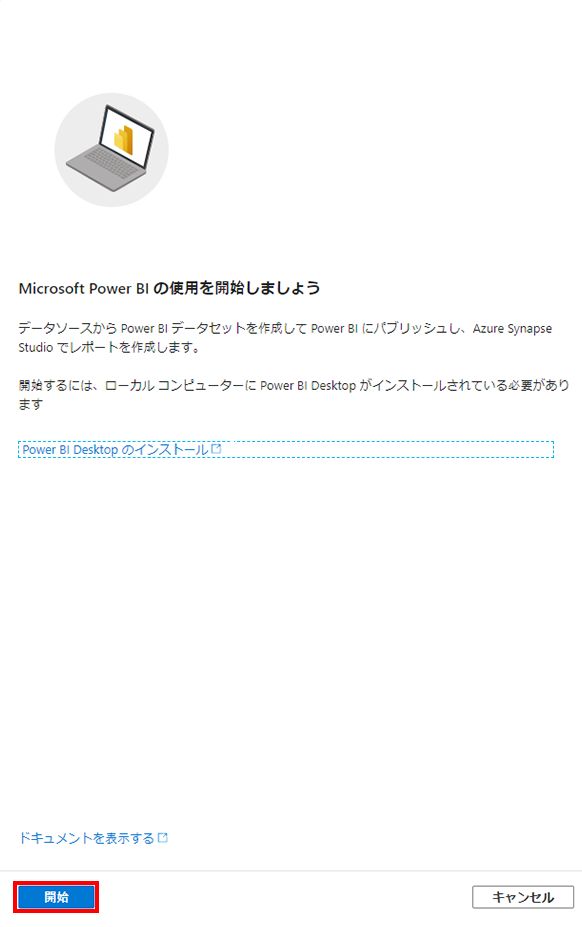 Microsoft Power BI の使用を開始しましょう
データソースから Power BI データセットを作成して Power BI にパブリッシュし、Azure Synapse
Studio でレポートを作成します。
開始するには、ローカル コンピューターに Power BI Desktop がインストールされている必要があり
ます
Power BI Desktop のインストール
ドキュメントを表示する
開始
キャンセル